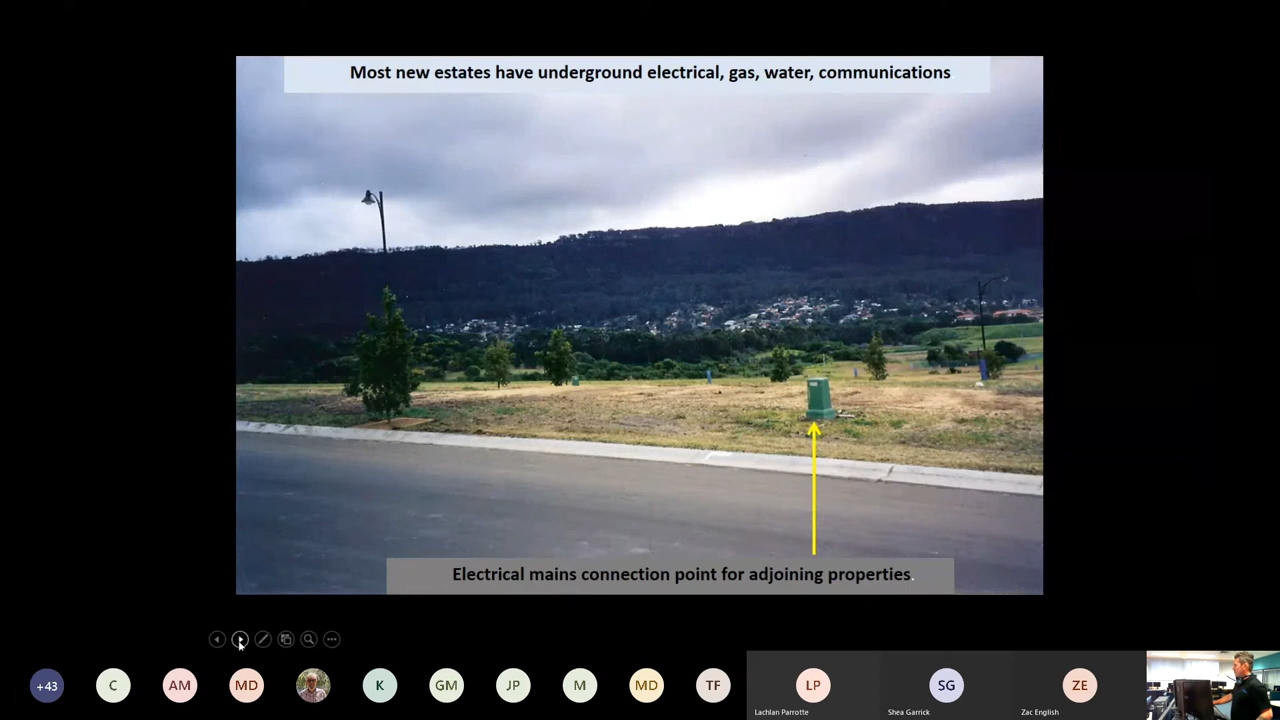 Most new estates have underground electrical, gas, water, communications.
Electrical mains connection point for adjoining properties.
+43
C
AM
MD
K
GM
JP
M
MD
TF
LP
Lachlan Parrotte
SG
Shea Garrick
ZE
Zac English